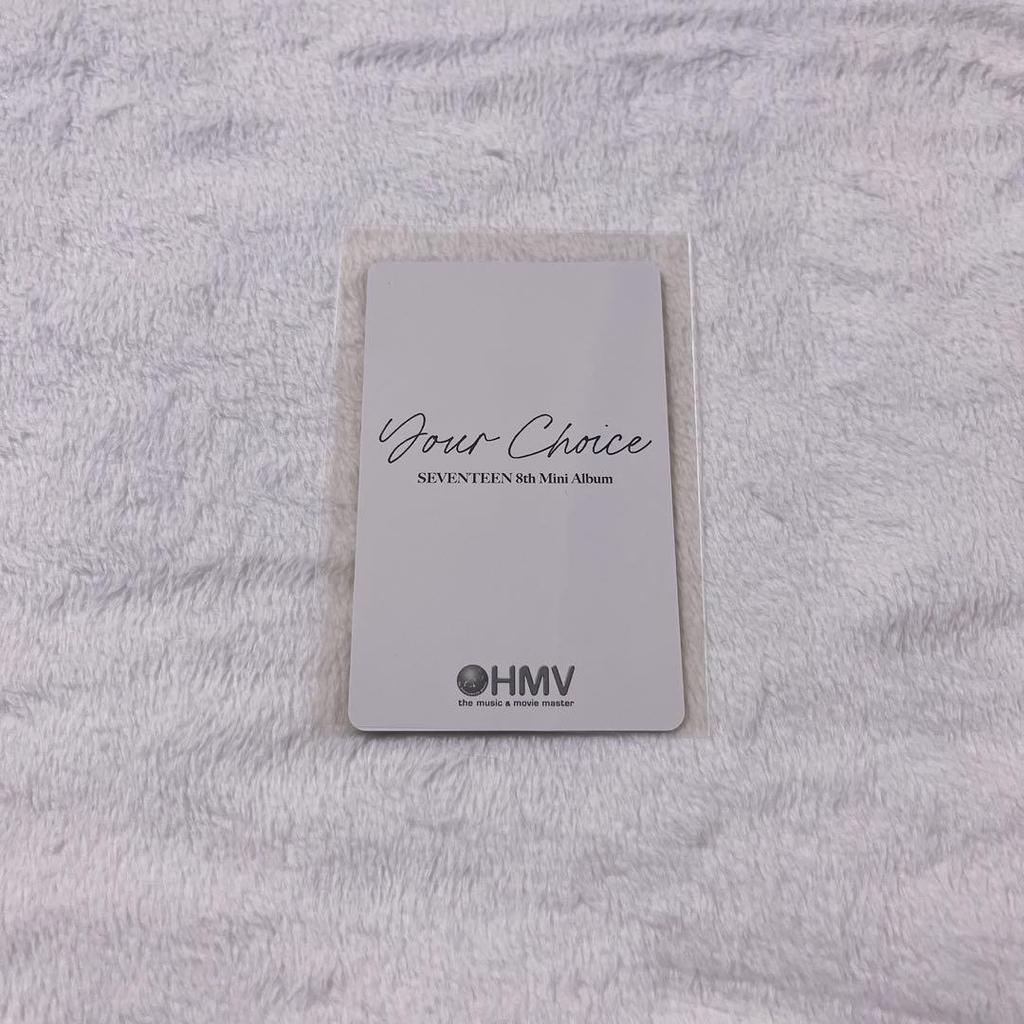 Your Choice
SEVENTEEN 8th Mini Album
HMV
the music & movie master